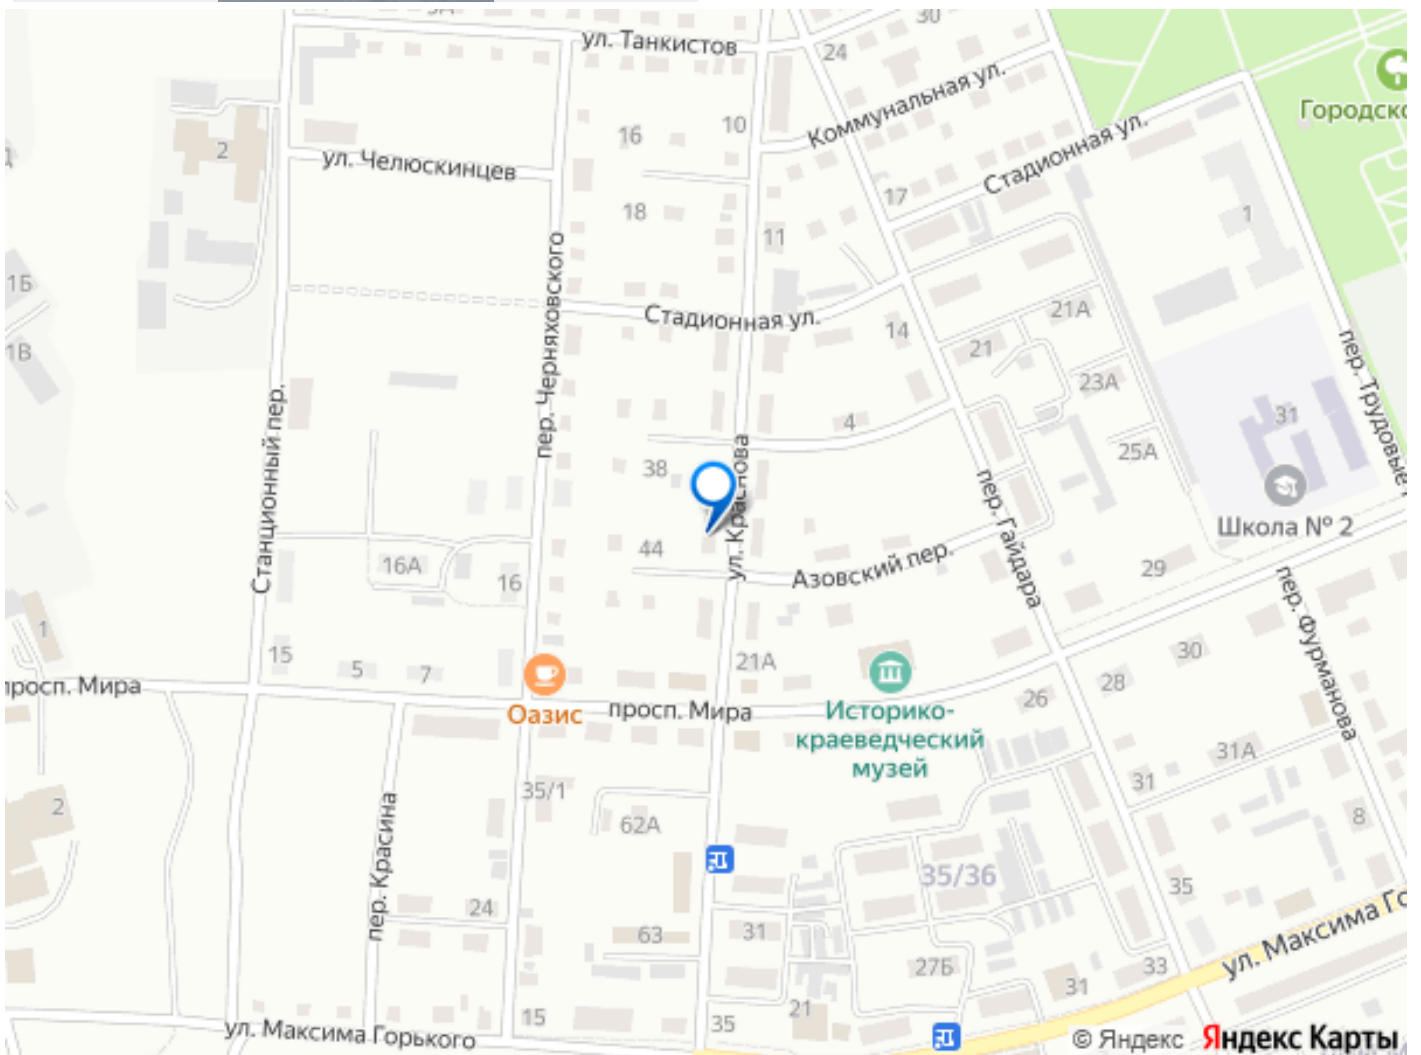 ул. Танкистов
30
24
Коммунальная ул.
10
16
Городско
2
ул. Челюскинцев
Стадионная ул.
17
18
11
1
1Б
пер. Черняховского
Стадионная ул.
14
21А
1В
21
23А
пер. Трудовые
4
31
Станционный пер.
38
ул. Краснова
25А
пер. Гайдара
Школа № 2
44
Азовский пер.
16А
16
29
пер. Фурманова
1
15
5
7
21А
30
28
26
просп. Мира
Оазис
просп. Мира
Историко-
краеведческий
музей
31А
31
35/1
62А
2
8
пер. Красина
35/36
35
24
63
31
27Б
33
31
ул. Максима Го
21
15
35
ул. Максима Горького
© Яндекс Яндекс Карты